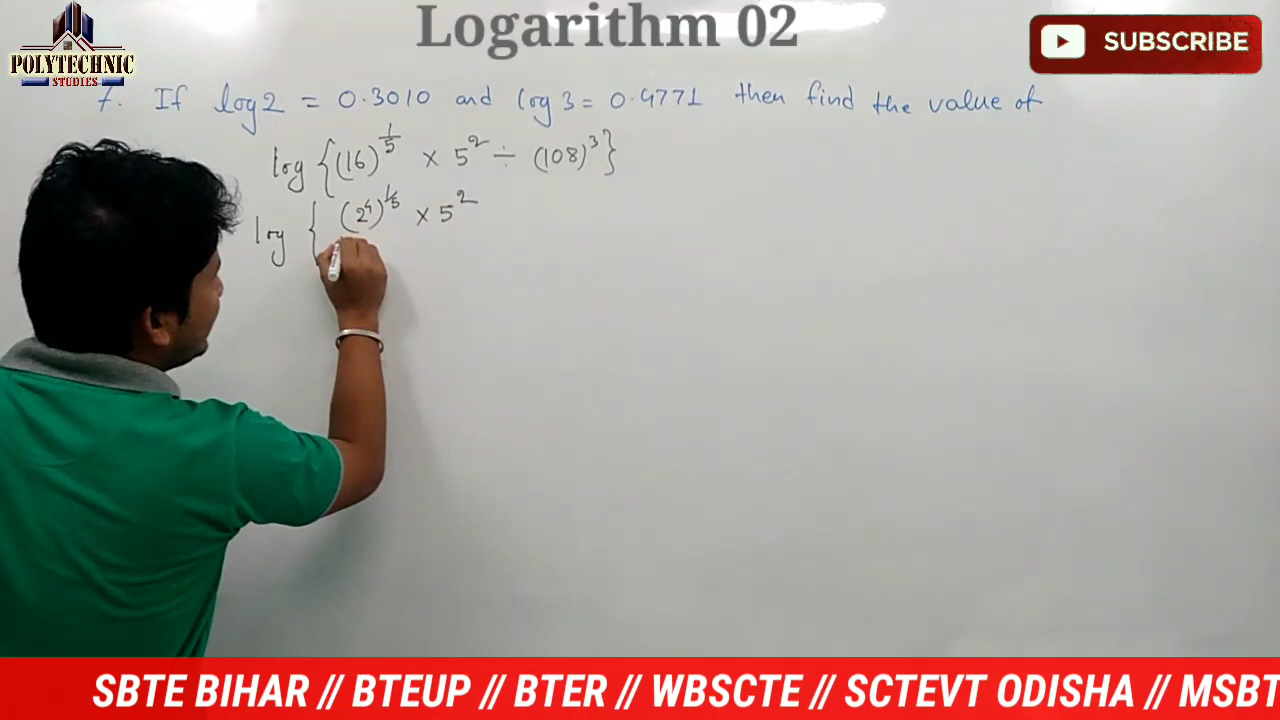 Logarithm 02
POLYTECHNIC
STUDIES
SUBSCRIBE
7. If log 2 = 0.3010 and log 3 = 0.4771 then find the value of
log {(16)^{1/5} × 5^2 ÷ (108)^3}
log { (2^4)^{1/5} × 5^2
SBTE BIHAR // BTEUP // BTER // WBSCTE // SCTEVT ODISHA // MSBT